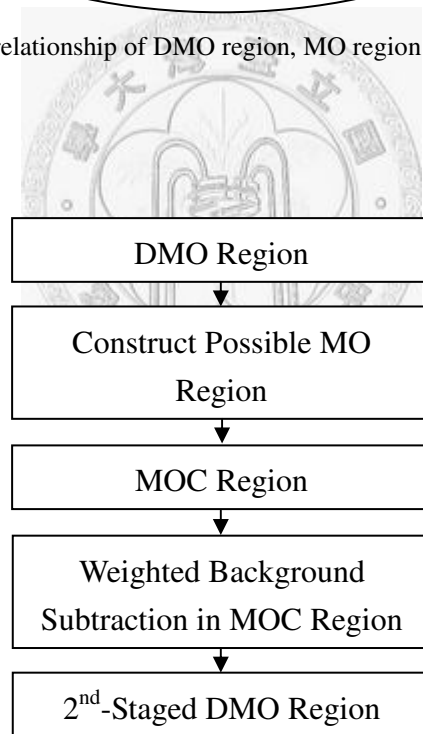 elationship of DMO region, MO region
DMO Region
Construct Possible MO
Region
MOC Region
Weighted Background
Subtraction in MOC Region
2nd-Staged DMO Region